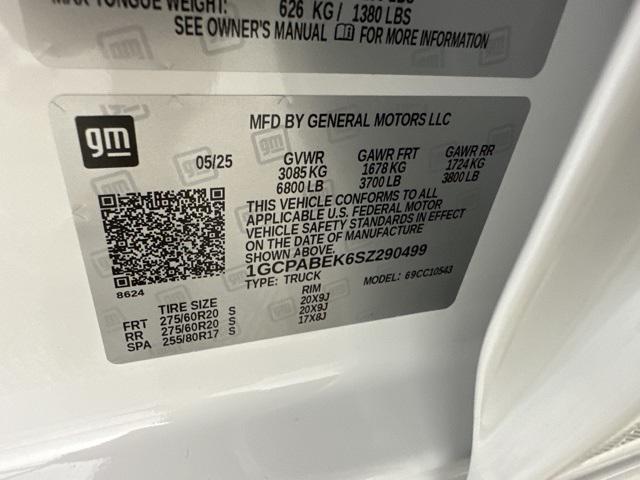 MAX TONGUE WEIGHT: 626 KG / 1380 LBS
SEE OWNER'S MANUAL FOR MORE INFORMATION
gm
MFD BY GENERAL MOTORS LLC
05/25 GVWR GAWR FRT GAWR RR
3085 KG 1678 KG 1724 KG
6800 LB 3700 LB 3800 LB
THIS VEHICLE CONFORMS TO ALL
APPLICABLE U.S. FEDERAL MOTOR
VEHICLE SAFETY STANDARDS IN EFFECT
ON THE DATE OF MANUFACTURE
SHOWN ABOVE.
1GCPABEK6SZ290499
TYPE: TRUCK MODEL: 69CC10543
8624
TIRE SIZE RIM
FRT 275/60R20 S 20X9J
RR 275/60R20 S 20X9J
SPA 255/80R17 S 17X8J